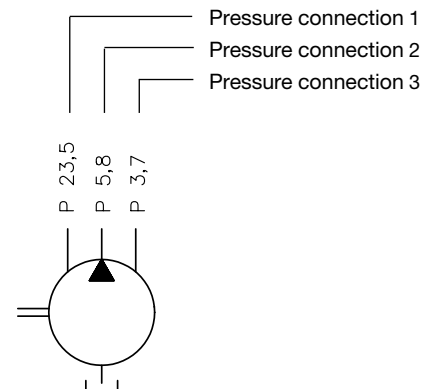 Pressure connection 1
Pressure connection 2
Pressure connection 3
P 23,5
P 5,8
P 3,7